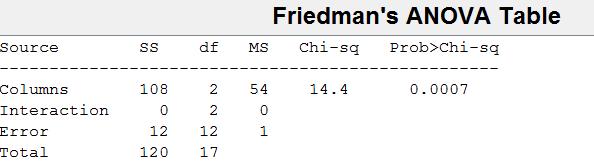 Friedman's ANOVA Table
Source SS df MS Chi-sq Prob>Chi-sq
-----------------------------------------------------
Columns 108 2 54 14.4 0.0007
Interaction 0 2 0
Error 12 12 1
Total 120 17